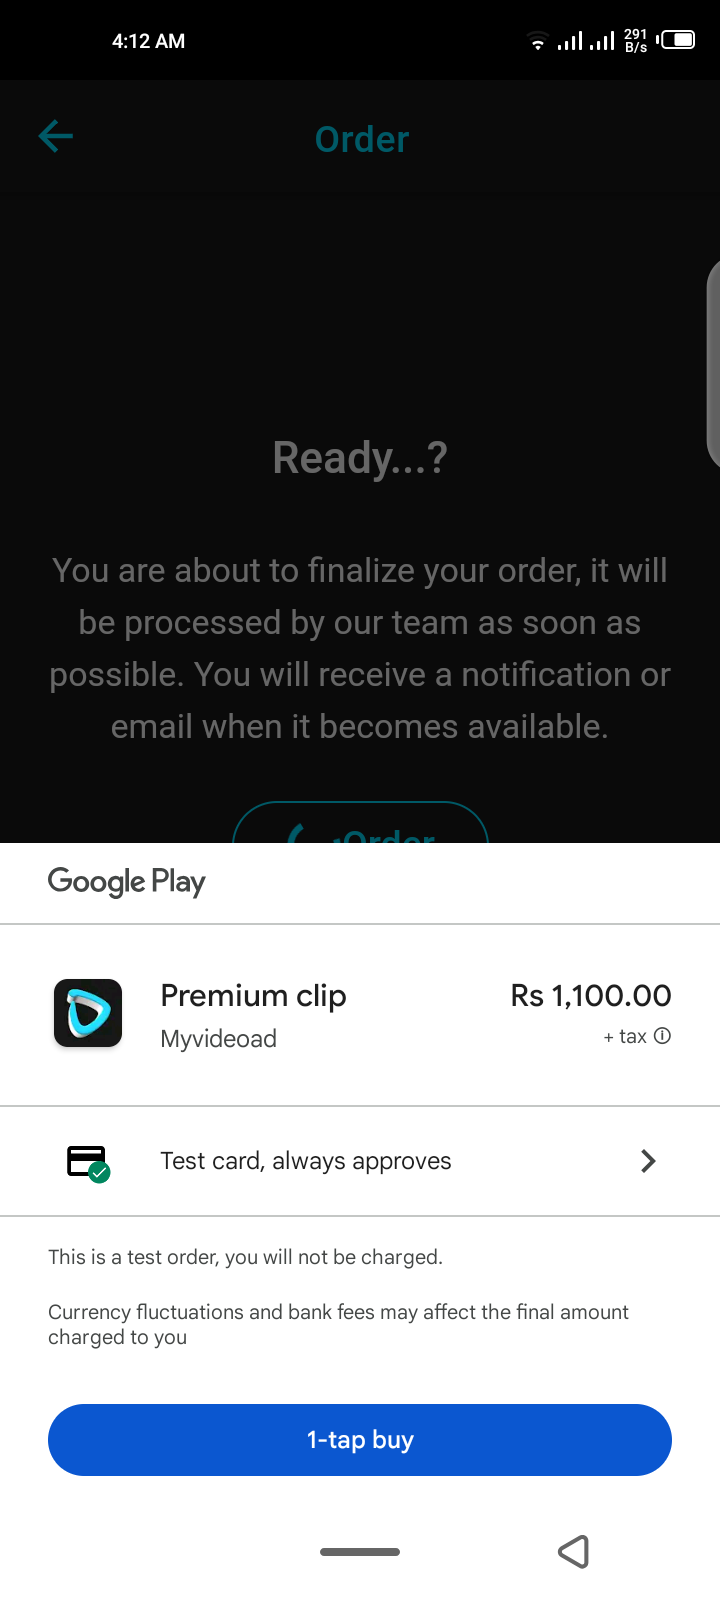 4:12 AM
291
B/s
Order
Ready...?
You are about to finalize your order, it will
be processed by our team as soon as
possible. You will receive a notification or
email when it becomes available.
Order
Google Play
Premium clip
Rs 1,100.00
Myvideoad
+ tax
Test card, always approves
This is a test order, you will not be charged.
Currency fluctuations and bank fees may affect the final amount
charged to you
1-tap buy